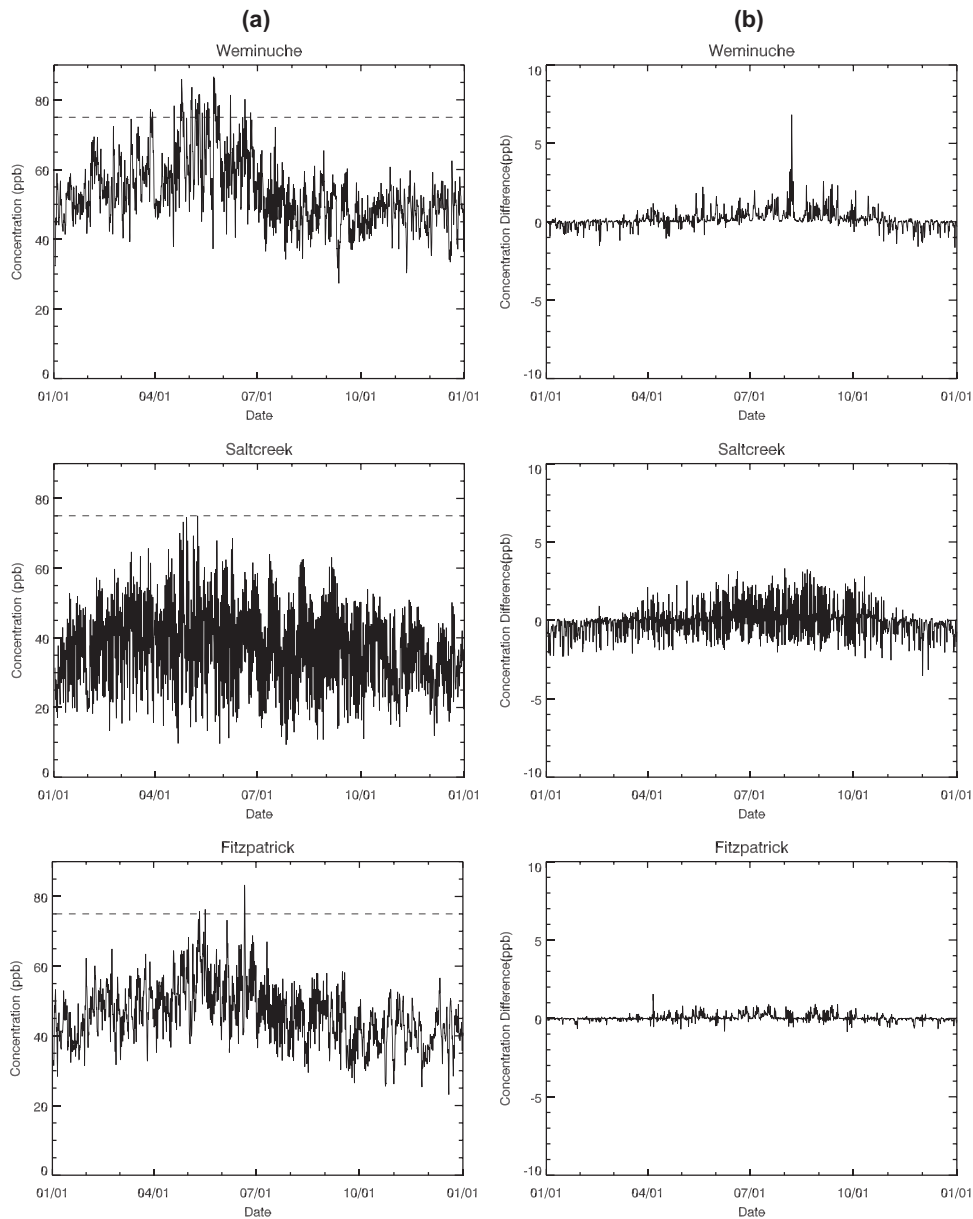 (a)
Weminuche
Concentration (ppb)
80
60
40
20
0
01/01 04/01 07/01 10/01 01/01
Date
(b)
Weminuche
Concentration Difference(ppb)
10
5
0
-5
-10
01/01 04/01 07/01 10/01 01/01
Date
Saltcreek
Concentration (ppb)
80
60
40
20
0
01/01 04/01 07/01 10/01 01/01
Date
Saltcreek
Concentration Difference(ppb)
10
5
0
-5
-10
01/01 04/01 07/01 10/01 01/01
Date
Fitzpatrick
Concentration (ppb)
80
60
40
20
0
01/01 04/01 07/01 10/01 01/01
Date
Fitzpatrick
Concentration Difference(ppb)
10
5
0
-5
-10
01/01 04/01 07/01 10/01 01/01
Date